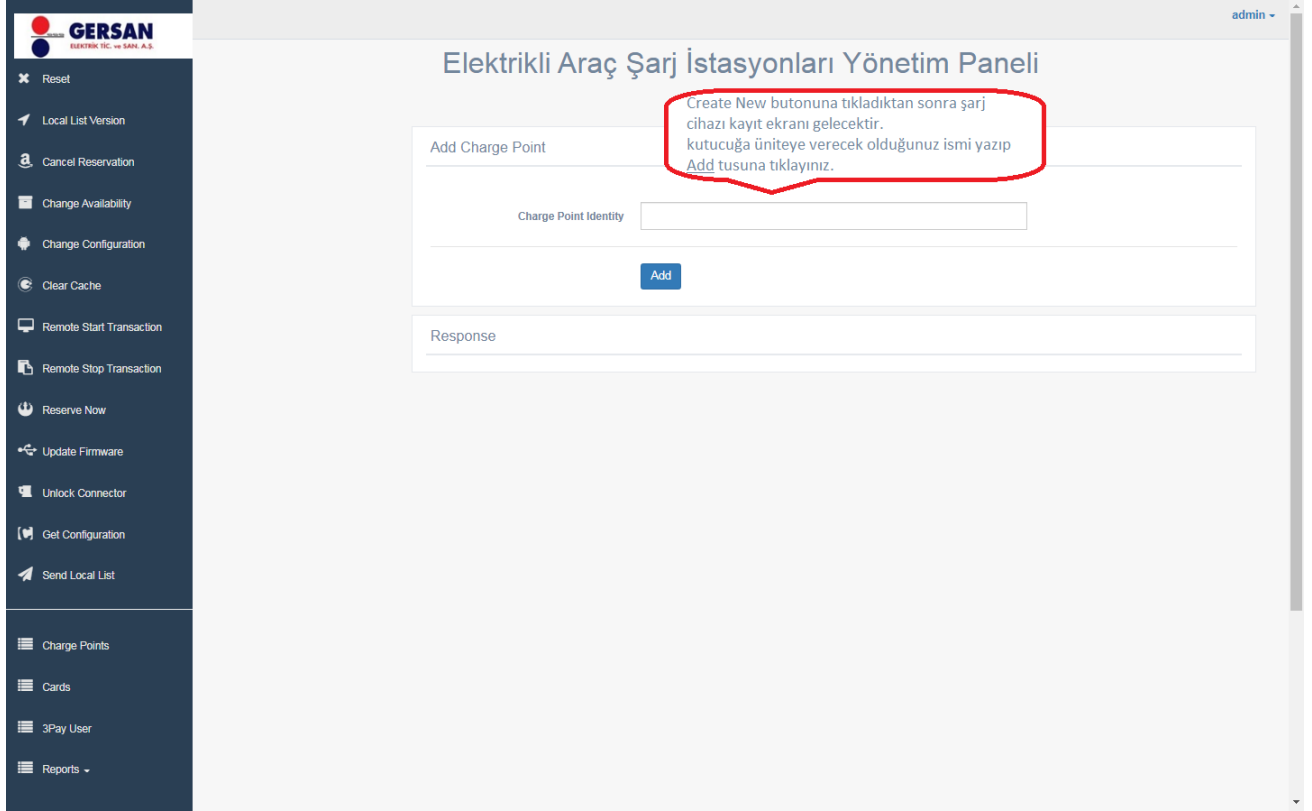 GERSAN
ELEKTRİK TİC. ve SAN. A.Ş.
admin
Reset
Local List Version
Cancel Reservation
Change Availability
Change Configuration
Clear Cache
Remote Start Transaction
Remote Stop Transaction
Reserve Now
Update Firmware
Unlock Connector
Get Configuration
Send Local List
Charge Points
Cards
3Pay User
Reports
Elektrikli Araç Şarj İstasyonları Yönetim Paneli
Create New butonuna tıkladıktan sonra şarj
cihazı kayıt ekranı gelecektir.
kutucuğa üniteye verecek olduğunuz ismi yazıp
Add tusuna tıklayınız.
Add Charge Point
Charge Point Identity
Add
Response